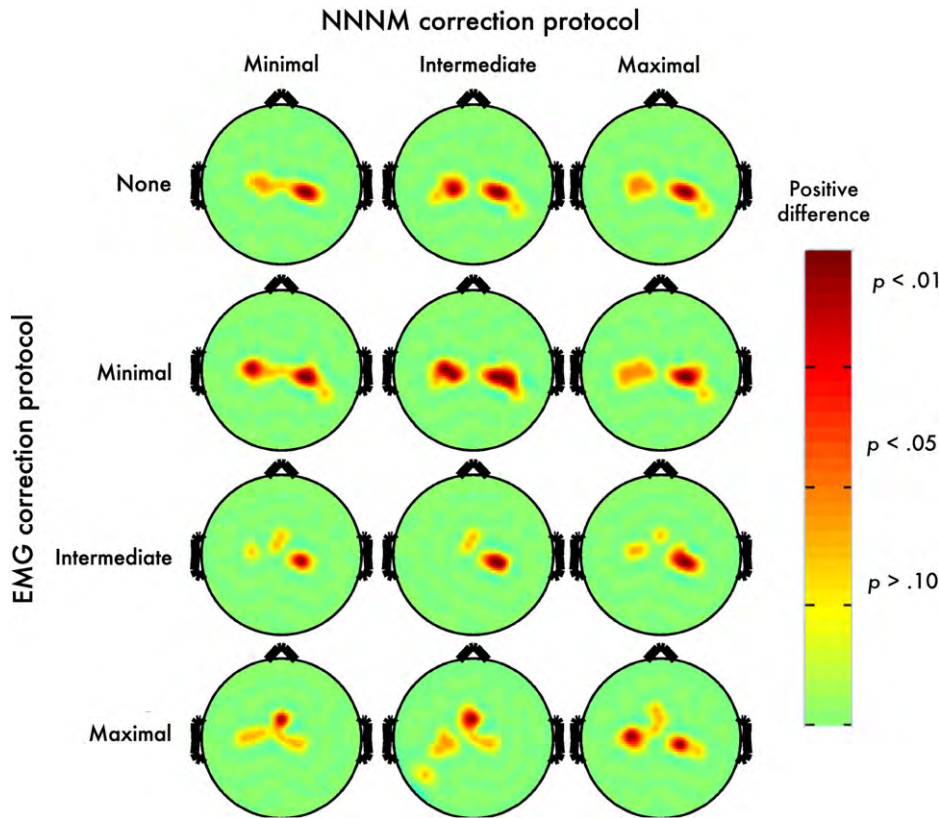 NNNM correction protocol
Minimal
Intermediate
Maximal
EMG correction protocol
None
Minimal
Intermediate
Maximal
Positive
difference
p < .01
p < .05
p > .10